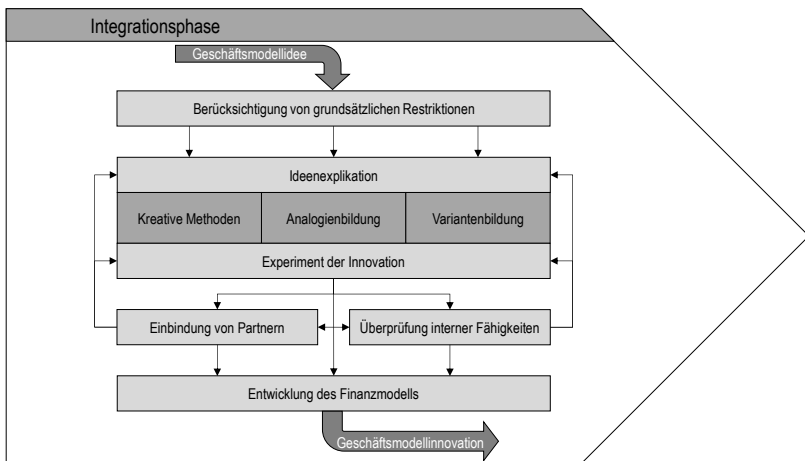 Integrationsphase
Geschäftsmodellidee
Berücksichtigung von grundsätzlichen Restriktionen
Ideenexplikation
Kreative Methoden
Analogienbildung
Variantenbildung
Experiment der Innovation
Einbindung von Partnern
Überprüfung interner Fähigkeiten
Entwicklung des Finanzmodells
Geschäftsmodellinnovation